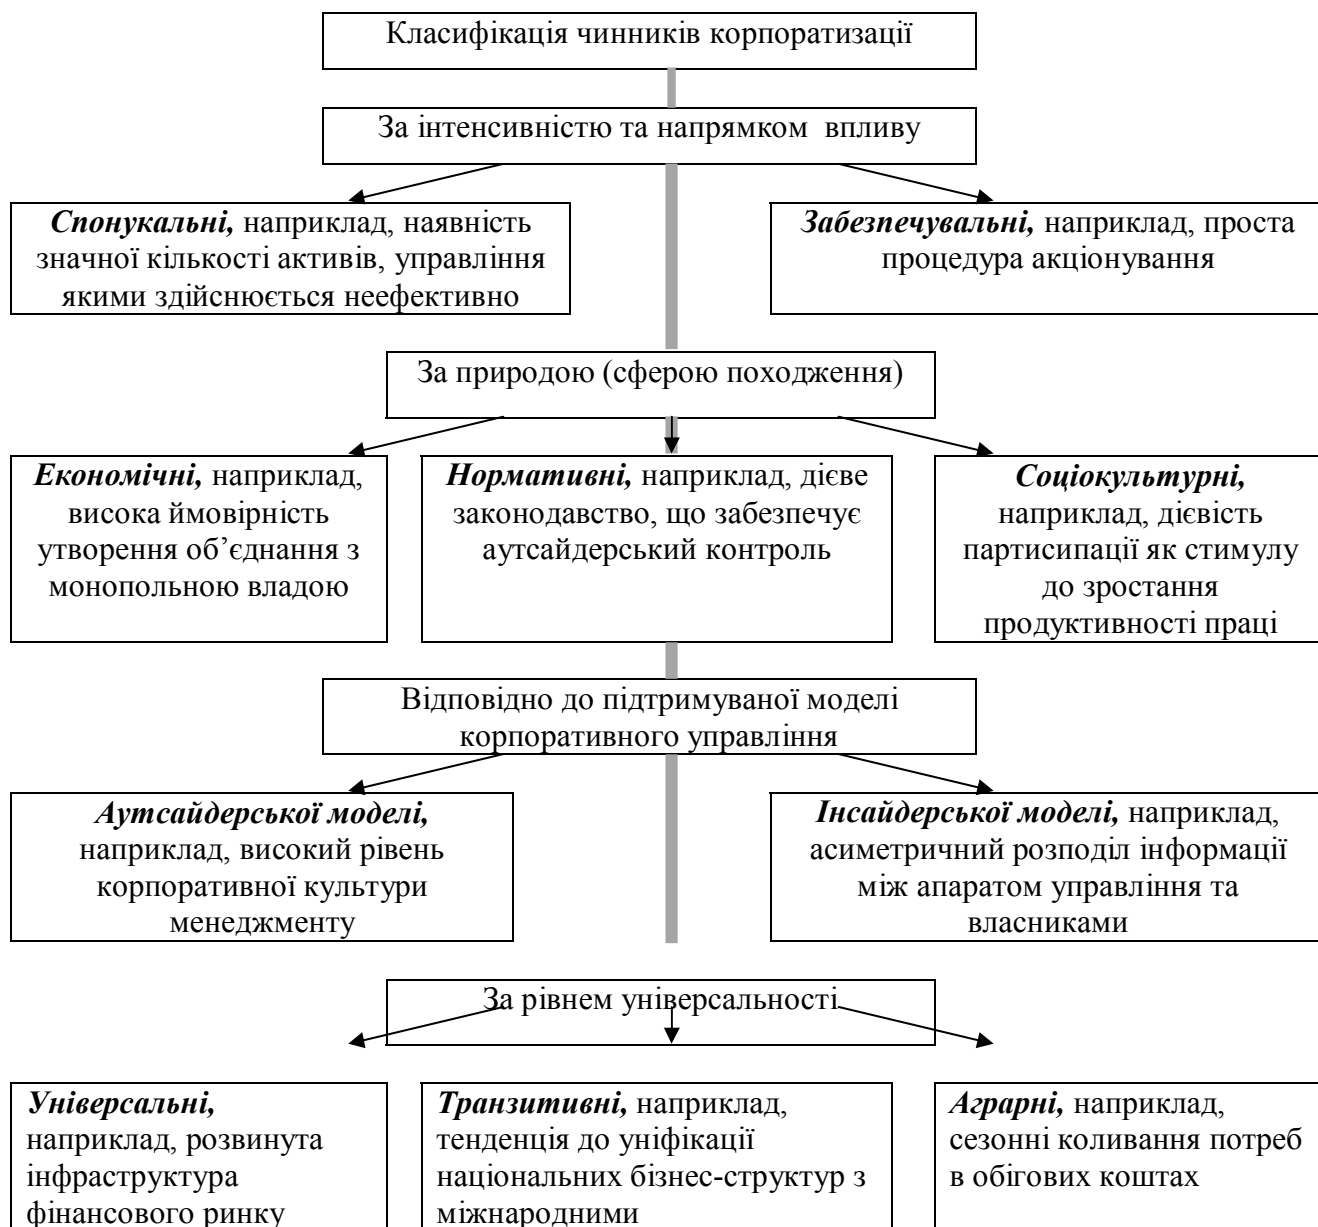 Класифікація чинників корпоратизації
За інтенсивністю та напрямком впливу
Спонукальні, наприклад, наявність
значної кількості активів, управління
якими здійснюється неефективно
Забезпечувальні, наприклад, проста
процедура акціонування
За природою (сферою походження)
Економічні, наприклад,
висока ймовірність
утворення об’єднання з
монопольною владою
Нормативні, наприклад, дієве
законодавство, що забезпечує
аутсайдерський контроль
Соціокультурні,
наприклад, дієвість
партисипації як стимулу
до зростання
продуктивності праці
Відповідно до підтримуваної моделі
корпоративного управління
Аутсайдерської моделі,
наприклад, високий рівень
корпоративної культури
менеджменту
Інсайдерської моделі, наприклад,
асиметричний розподіл інформації
між апаратом управління та
власниками
За рівнем універсальності
Універсальні,
наприклад, розвинута
інфраструктура
фінансового ринку
Транзитивні, наприклад,
тенденція до уніфікації
національних бізнес-структур з
міжнародними
Аграрні, наприклад,
сезонні коливання потреб
в обігових коштах